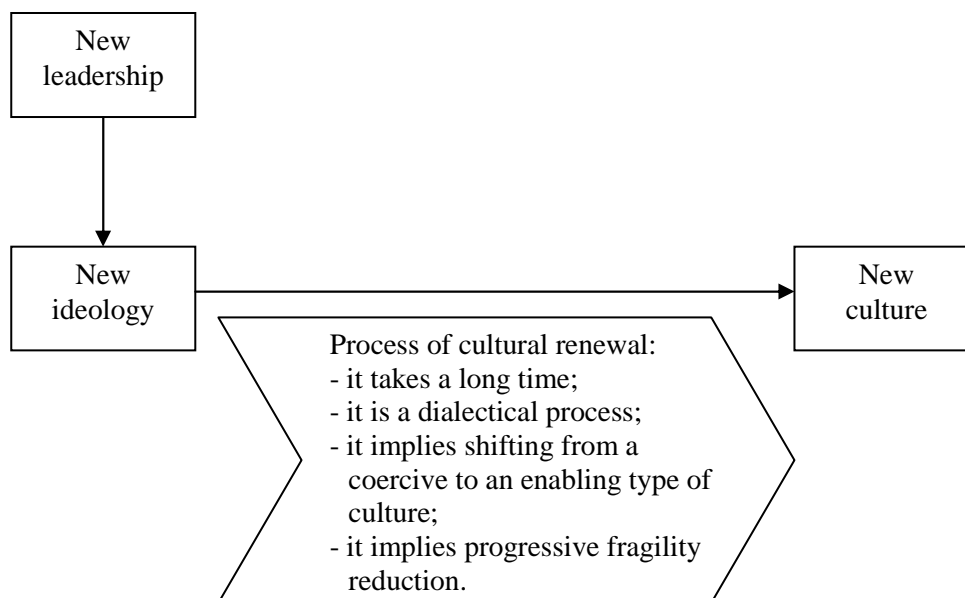 New
leadership
New
ideology
New
culture
Process of cultural renewal:
- it takes a long time;
- it is a dialectical process;
- it implies shifting from a
coercive to an enabling type of
culture;
- it implies progressive fragility
reduction.